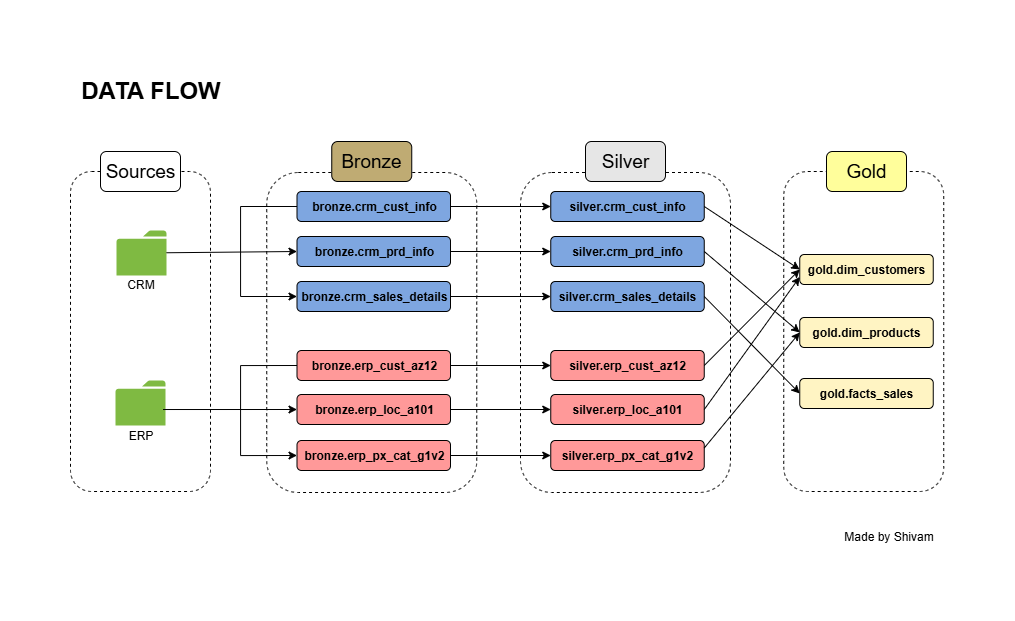 DATA FLOW
Sources
Bronze
Silver
Gold
CRM
ERP
bronze.crm_cust_info
bronze.crm_prd_info
bronze.crm_sales_details
bronze.erp_cust_az12
bronze.erp_loc_a101
bronze.erp_px_cat_g1v2
silver.crm_cust_info
silver.crm_prd_info
silver.crm_sales_details
silver.erp_cust_az12
silver.erp_loc_a101
silver.erp_px_cat_g1v2
gold.dim_customers
gold.dim_products
gold.facts_sales
Made by Shivam